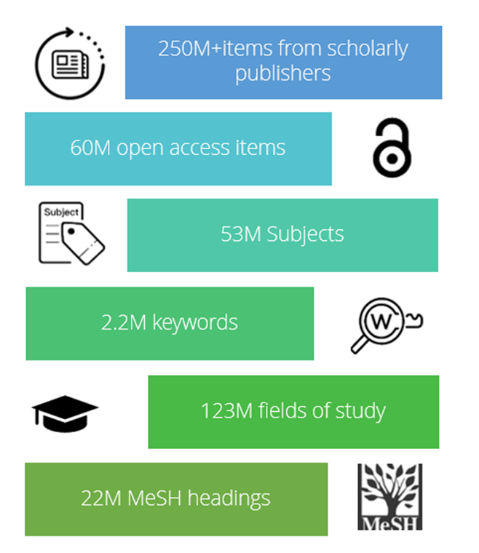 250M+items from scholarly
publishers
60M open access items
Subject
53M Subjects
2.2M keywords
W
123M fields of study
22M MeSH headings
MeSH